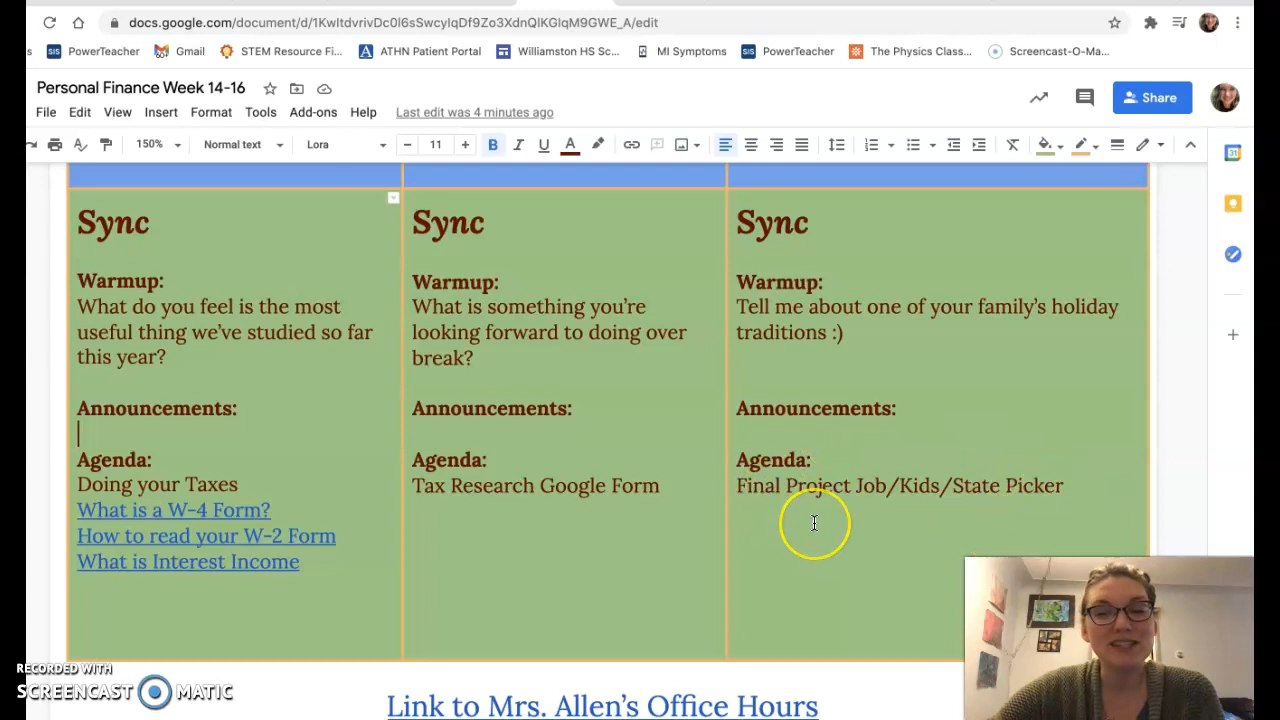 docs.google.com/document/d/1KwItdvrivDc0l6sSwcyIqDf9Zo3XdnQlKGlqM9GWE_A/edit
PowerTeacher Gmail STEM Resource Fi... ATHN Patient Portal Williamston HS Sc... MI Symptoms PowerTeacher The Physics Clas... Screencast-O-Ma...
Personal Finance Week 14-16
File Edit View Insert Format Tools Add-ons Help Last edit was 4 minutes ago
Share
150% Normal text Lora 11
Sync
Warmup:
What do you feel is the most
useful thing we've studied so far
this year?
Announcements:
Agenda:
Doing your Taxes
What is a W-4 Form?
How to read your W-2 Form
What is Interest Income
Sync
Warmup:
What is something you're
looking forward to doing over
break?
Announcements:
Agenda:
Tax Research Google Form
Sync
Warmup:
Tell me about one of your family's holiday
traditions :)
Announcements:
Agenda:
Final Project Job/Kids/State Picker
Link to Mrs. Allen's Office Hours
RECORDED WITH
SCREENCAST MATIC